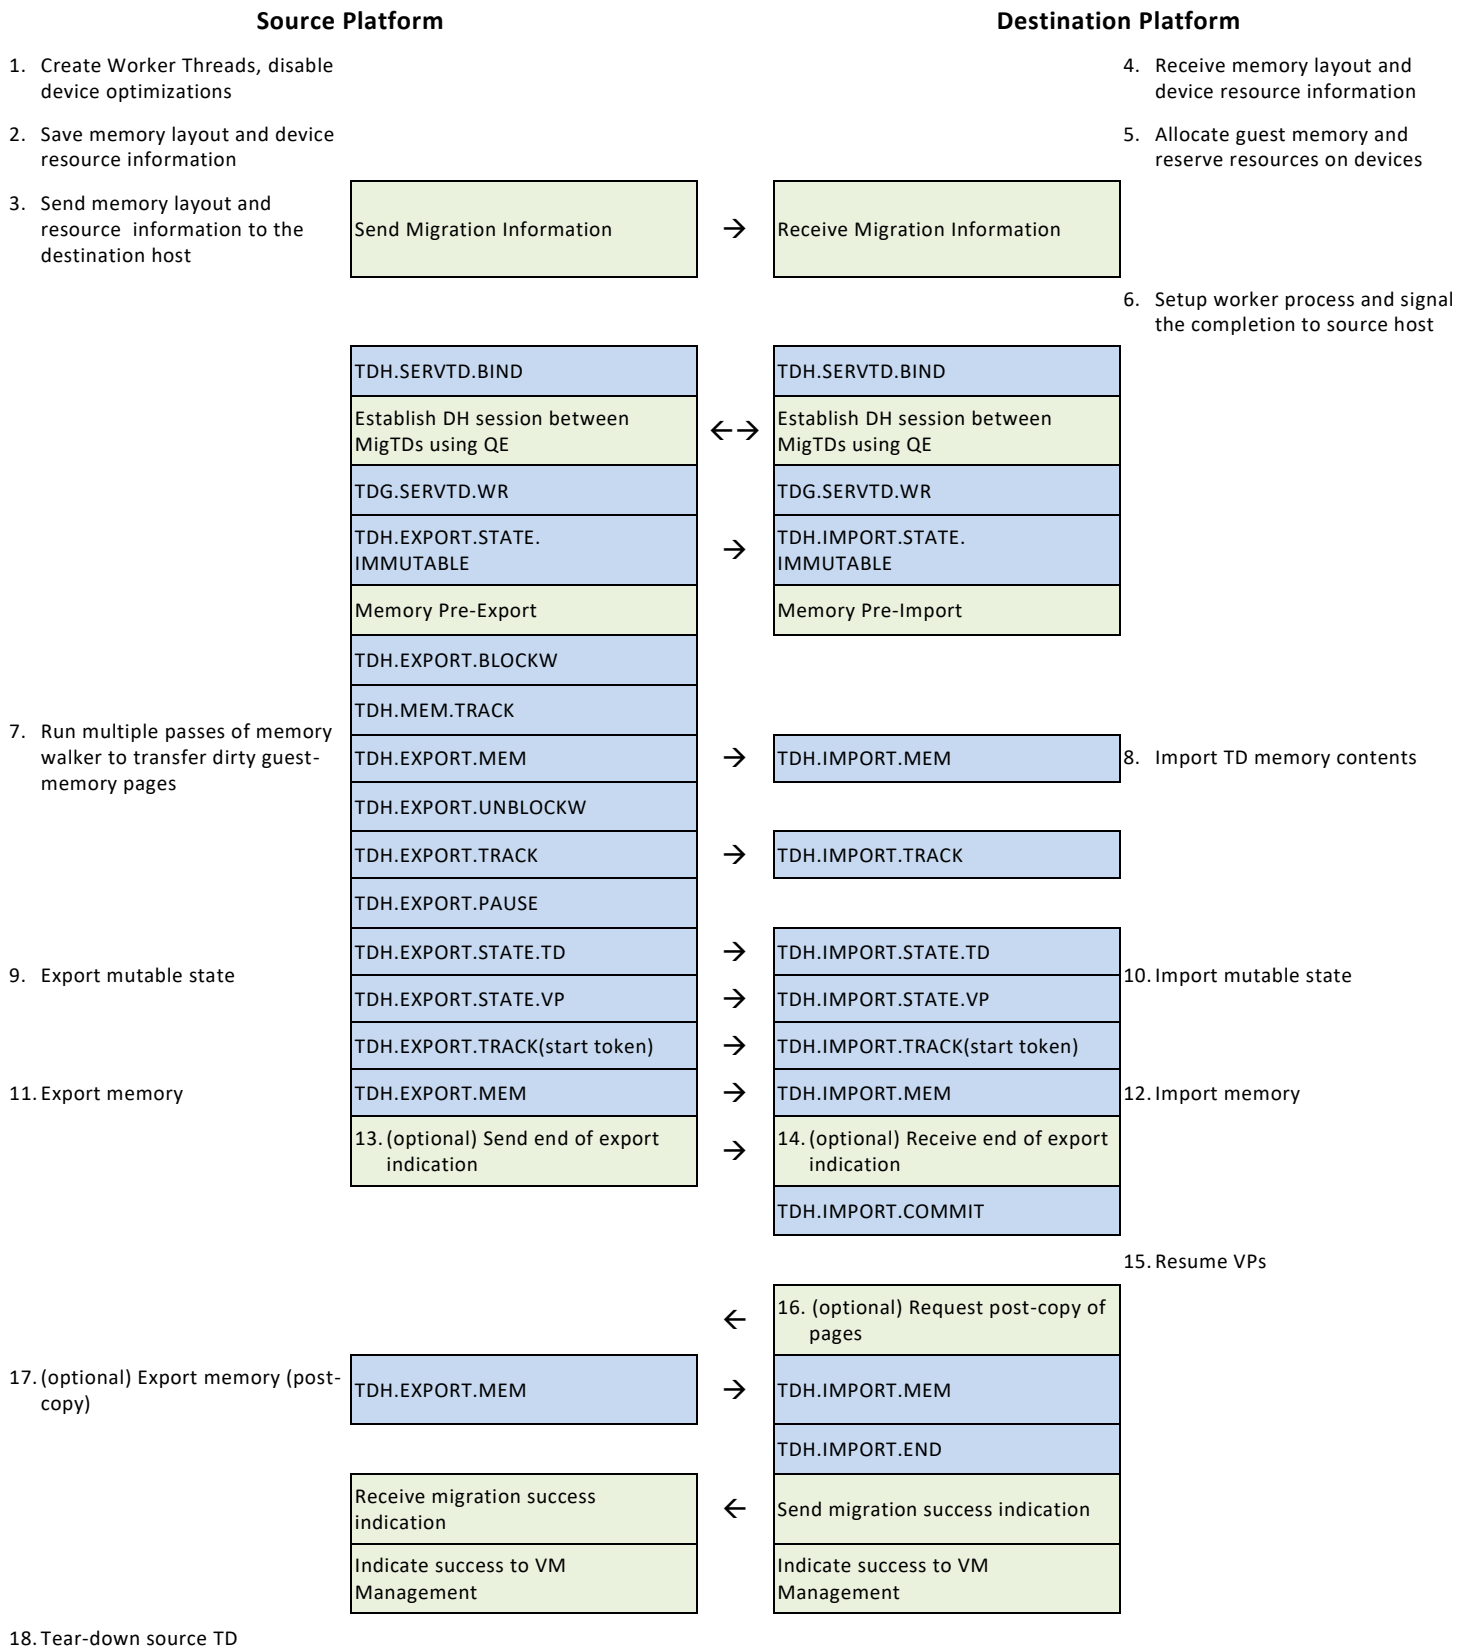 Source Platform
Destination Platform
1. Create Worker Threads, disable
device optimizations
4. Receive memory layout and
device resource information
2. Save memory layout and device
resource information
5. Allocate guest memory and
reserve resources on devices
3. Send memory layout and
resource information to the
destination host
Send Migration Information
→
Receive Migration Information
6. Setup worker process and signal
the completion to source host
TDH.SERVTD.BIND
TDH.SERVTD.BIND
Establish DH session between
MigTDs using QE
←→
Establish DH session between
MigTDs using QE
TDG.SERVTD.WR
TDG.SERVTD.WR
TDH.EXPORT.STATE.
IMMUTABLE
→
TDH.IMPORT.STATE.
IMMUTABLE
Memory Pre-Export
Memory Pre-Import
TDH.EXPORT.BLOCKW
TDH.MEM.TRACK
7. Run multiple passes of memory
walker to transfer dirty guest-
memory pages
TDH.EXPORT.MEM
→
TDH.IMPORT.MEM
8. Import TD memory contents
TDH.EXPORT.UNBLOCKW
TDH.EXPORT.TRACK
→
TDH.IMPORT.TRACK
TDH.EXPORT.PAUSE
TDH.EXPORT.STATE.TD
→
TDH.IMPORT.STATE.TD
9. Export mutable state
10. Import mutable state
TDH.EXPORT.STATE.VP
→
TDH.IMPORT.STATE.VP
TDH.EXPORT.TRACK(start token)
→
TDH.IMPORT.TRACK(start token)
11. Export memory
TDH.EXPORT.MEM
→
TDH.IMPORT.MEM
12. Import memory
13. (optional) Send end of export
indication
→
14. (optional) Receive end of export
indication
TDH.IMPORT.COMMIT
15. Resume VPs
←
16. (optional) Request post-copy of
pages
17. (optional) Export memory (post-
copy)
TDH.EXPORT.MEM
→
TDH.IMPORT.MEM
TDH.IMPORT.END
Receive migration success
indication
←
Send migration success indication
Indicate success to VM
Management
Indicate success to VM
Management
18. Tear-down source TD